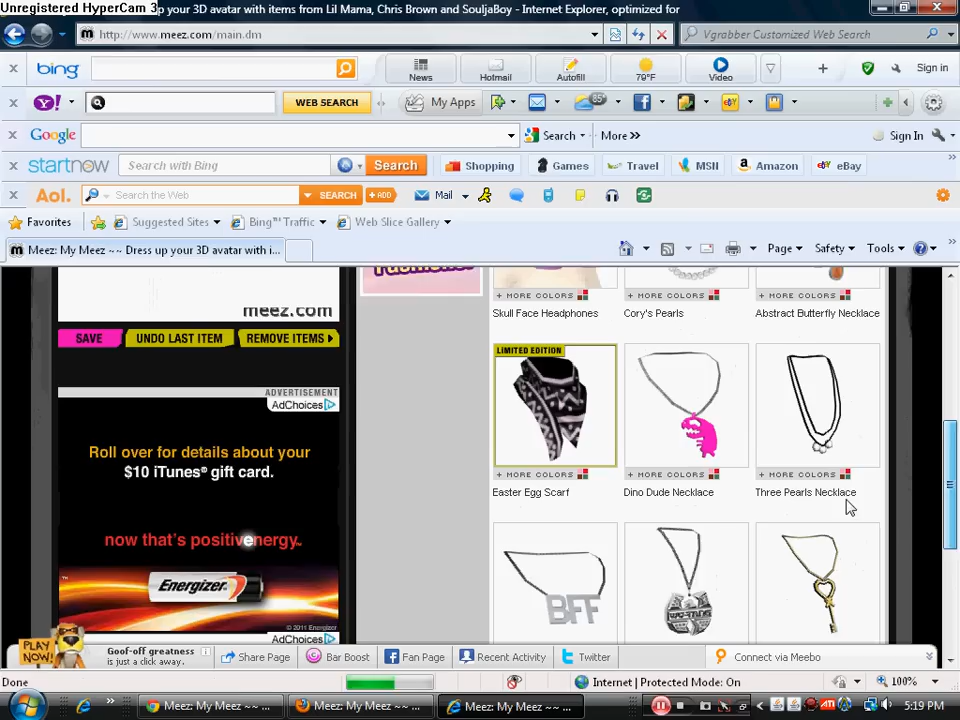 Unregistered HyperCam 3
up your 3D avatar with items from Lil Mama, Chris Brown and SouljaBoy - Internet Explorer, optimized for
http://www.meez.com/main.dm
Vgrabber Customized Web Search
bing
News
Hotmail
Autofill
79°F
Video
Sign in
Y!
WEB SEARCH
My Apps
85°
Google
Search
More >>
Sign In
startnow
Search with Bing
Search
Shopping
Games
Travel
MSN
Amazon
eBay
Aol.
Search the Web
SEARCH
+ADD
Mail
Favorites
Suggested Sites
Bing™ Traffic
Web Slice Gallery
Meez: My Meez ~~ Dress up your 3D avatar with i...
Page
Safety
Tools
meez.com
+ MORE COLORS
+ MORE COLORS
+ MORE COLORS
Skull Face Headphones
Cory's Pearls
Abstract Butterfly Necklace
SAVE
UNDO LAST ITEM
REMOVE ITEMS
LIMITED EDITION
ADVERTISEMENT
AdChoices
Roll over for details about your
$10 iTunes® gift card.
+ MORE COLORS
+ MORE COLORS
+ MORE COLORS
Easter Egg Scarf
Dino Dude Necklace
Three Pearls Necklace
now that's positivenergy™
Energizer
© 2011 Energizer
BFF
WU-TANG
AdChoices
PLAY NOW!
Goof-off greatness
is just a click away.
Share Page
Bar Boost
Fan Page
Recent Activity
Twitter
Connect via Meebo
Done
Internet | Protected Mode: On
100%
Meez: My Meez ~~ ...
Meez: My Meez ~~ ...
Meez: My Meez ~~ ...
5:19 PM